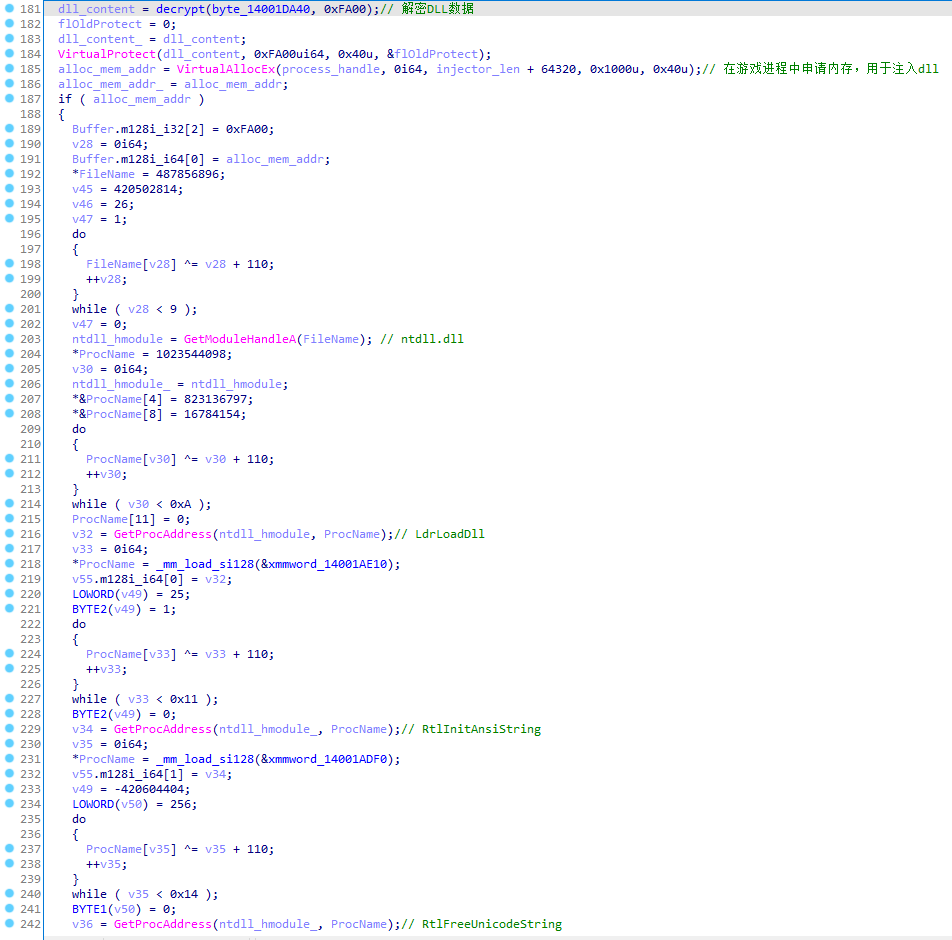 181 dll_content = decrypt(byte_14001DA40, 0xFA00);// 解密DLL数据
182 flOldProtect = 0;
183 dll_content_ = dll_content;
184 VirtualProtect(dll_content, 0xFA00ui64, 0x40u, &flOldProtect);
185 alloc_mem_addr = VirtualAllocEx(process_handle, 0i64, injector_len + 64320, 0x1000u, 0x40u);// 在游戏进程中申请内存，用于注入dll
186 alloc_mem_addr_ = alloc_mem_addr;
187 if ( alloc_mem_addr )
188 {
189 Buffer.m128i_i32[2] = 0xFA00;
190 v28 = 0i64;
191 Buffer.m128i_i64[0] = alloc_mem_addr;
192 *FileName = 487856896;
193 v45 = 420502814;
194 v46 = 26;
195 v47 = 1;
196 do
197 {
198 FileName[v28] ^= v28 + 110;
199 ++v28;
200 }
201 while ( v28 < 9 );
202 v47 = 0;
203 ntdll_hmodule = GetModuleHandleA(FileName); // ntdll.dll
204 *ProcName = 1023544098;
205 v30 = 0i64;
206 ntdll_hmodule_ = ntdll_hmodule;
207 *&ProcName[4] = 823136797;
208 *&ProcName[8] = 16784154;
209 do
210 {
211 ProcName[v30] ^= v30 + 110;
212 ++v30;
213 }
214 while ( v30 < 0xA );
215 ProcName[11] = 0;
216 v32 = GetProcAddress(ntdll_hmodule, ProcName);// LdrLoadDll
217 v33 = 0i64;
218 *ProcName = _mm_load_si128(&xmmword_14001AE10);
219 v55.m128i_i64[0] = v32;
220 LOWORD(v49) = 25;
221 BYTE2(v49) = 1;
222 do
223 {
224 ProcName[v33] ^= v33 + 110;
225 ++v33;
226 }
227 while ( v33 < 0x11 );
228 BYTE2(v49) = 0;
229 v34 = GetProcAddress(ntdll_hmodule_, ProcName);// RtlInitAnsiString
230 v35 = 0i64;
231 *ProcName = _mm_load_si128(&xmmword_14001ADF0);
232 v55.m128i_i64[1] = v34;
233 v49 = -420604404;
234 LOWORD(v50) = 256;
235 do
236 {
237 ProcName[v35] ^= v35 + 110;
238 ++v35;
239 }
240 while ( v35 < 0x14 );
241 BYTE1(v50) = 0;
242 v36 = GetProcAddress(ntdll_hmodule_, ProcName);// RtlFreeUnicodeString